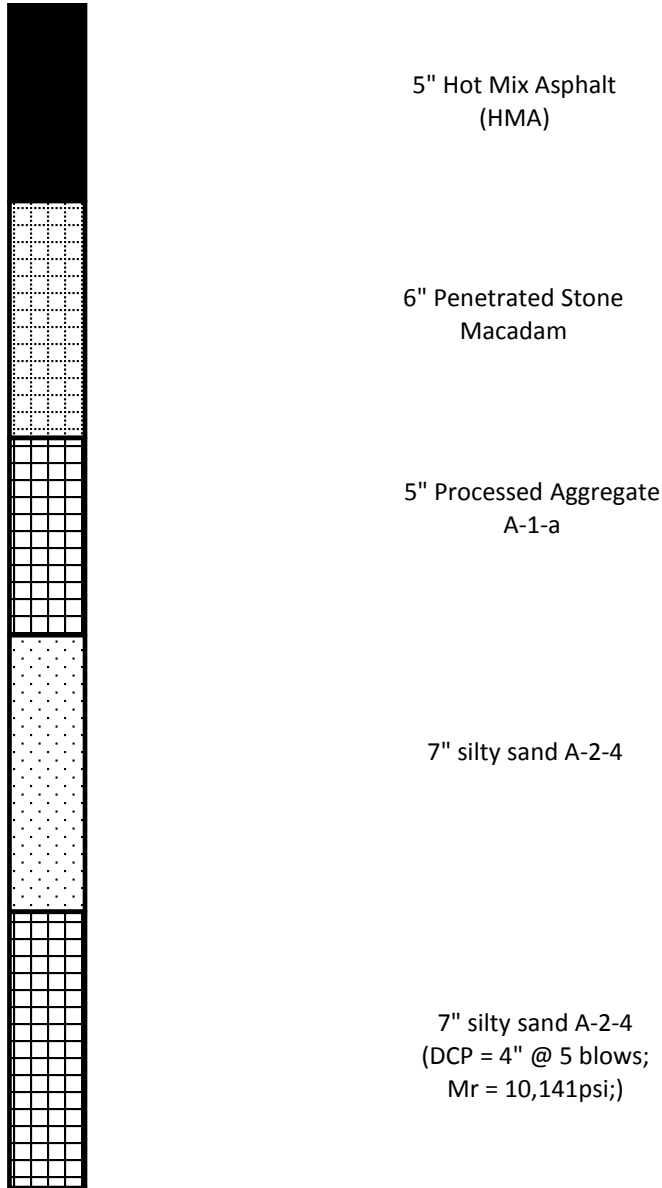 5" Hot Mix Asphalt
(HMA)
6" Penetrated Stone
Macadam
5" Processed Aggregate
A-1-a
7" silty sand A-2-4
7" silty sand A-2-4
(DCP = 4" @ 5 blows;
Mr = 10,141psi;)